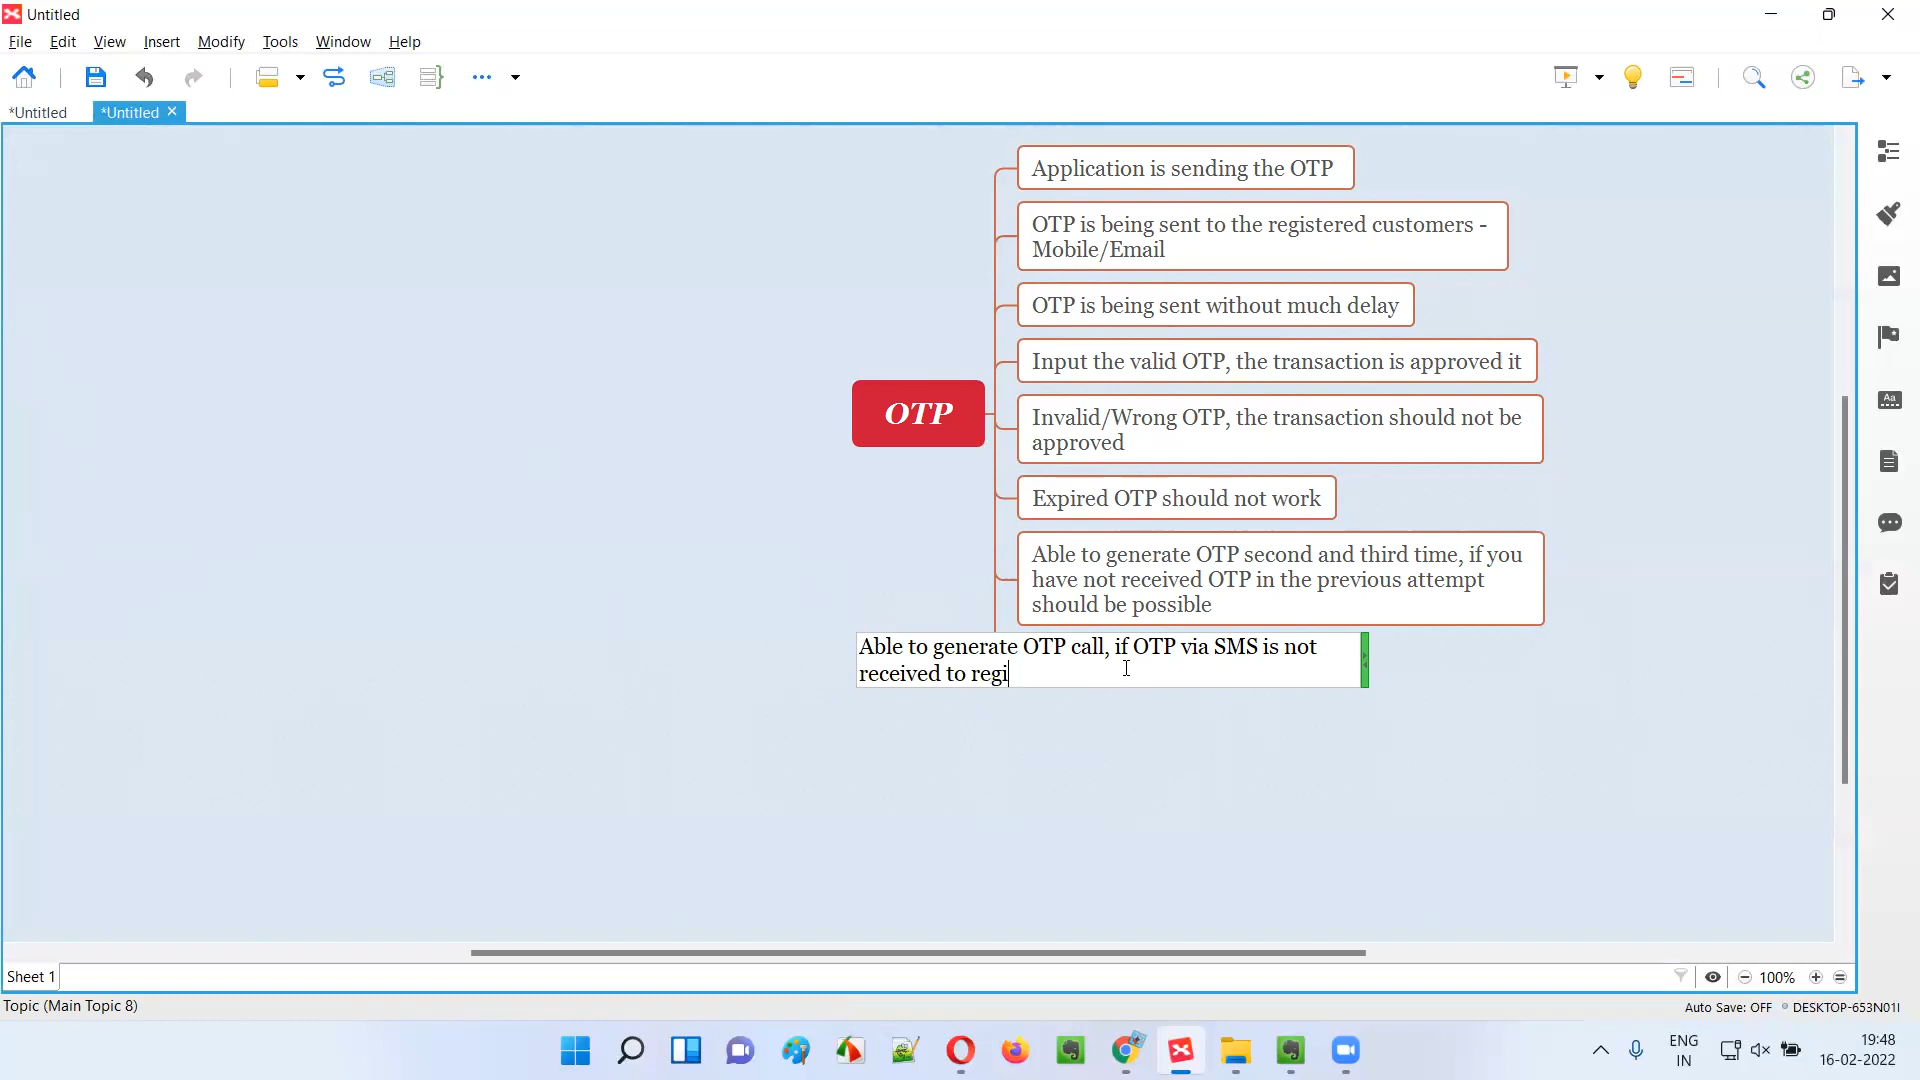 Untitled
File Edit View Insert Modify Tools Window Help
*Untitled *Untitled
Application is sending the OTP
OTP is being sent to the registered customers -
Mobile/Email
OTP is being sent without much delay
Input the valid OTP, the transaction is approved it
OTP
Invalid/Wrong OTP, the transaction should not be
approved
Expired OTP should not work
Able to generate OTP second and third time, if you
have not received OTP in the previous attempt
should be possible
Able to generate OTP call, if OTP via SMS is not
received to regi
Aa
Sheet 1
100%
Topic (Main Topic 8)
Auto Save: OFF DESKTOP-653N01I
ENG
IN
19:48
16-02-2022